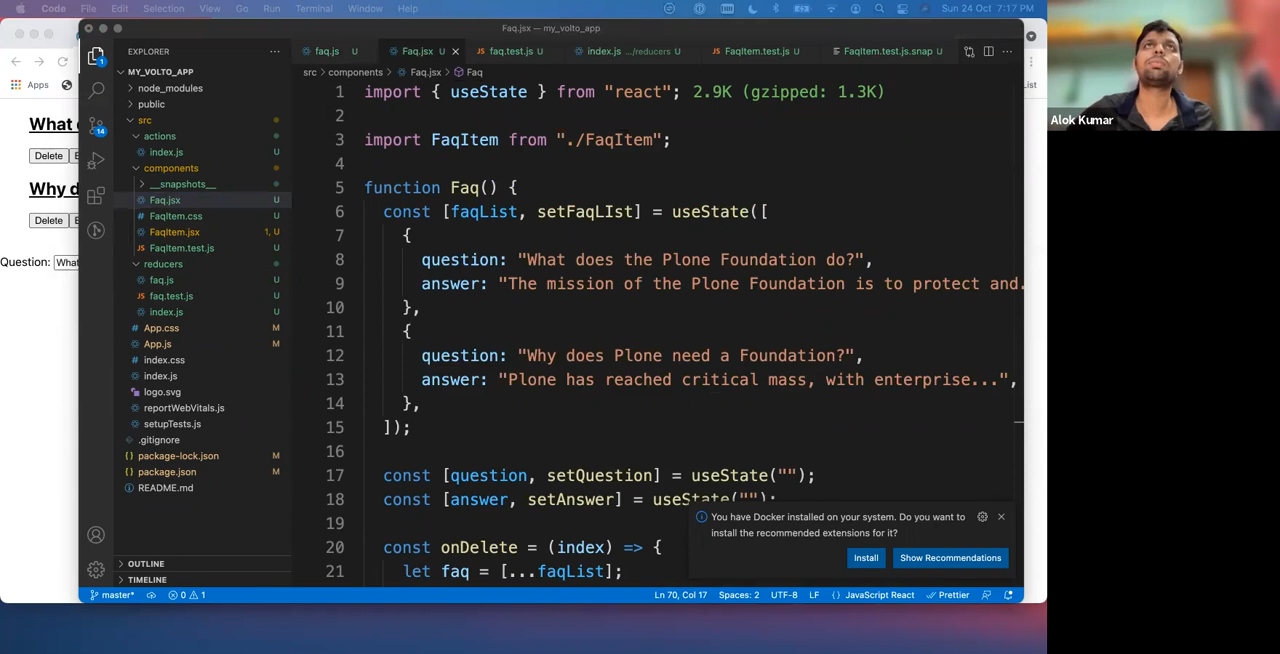 Code File Edit Selection View Go Run Terminal Window Help
Sun 24 Oct 7:17 PM
Faq.jsx — my_volto_app
EXPLORER
faq.js U
Faq.jsx U
faq.test.js U
index.js .../reducers U
FaqItem.test.js U
FaqItem.test.js.snap U
src > components > Faq.jsx > Faq
Apps
What
Delete
Why d
Delete
Question: What
List
1
14
MY_VOLTO_APP
node_modules
public
src
actions
index.js U
components
__snapshots__
Faq.jsx U
FaqItem.css U
FaqItem.jsx 1, U
FaqItem.test.js U
reducers
faq.js U
faq.test.js U
index.js U
App.css M
App.js M
index.css
index.js
logo.svg
reportWebVitals.js
setupTests.js
.gitignore
package-lock.json M
package.json M
README.md
OUTLINE
TIMELINE
1 import { useState } from "react"; 2.9K (gzipped: 1.3K)
2
3 import FaqItem from "./FaqItem";
4
5 function Faq() {
6 const [faqList, setFaqLIst] = useState([
7 {
8 question: "What does the Plone Foundation do?",
9 answer: "The mission of the Plone Foundation is to protect and.
10 },
11 {
12 question: "Why does Plone need a Foundation?",
13 answer: "Plone has reached critical mass, with enterprise...",
14 },
15 ]);
16
17 const [question, setQuestion] = useState("");
18 const [answer, setAnswer] = useState("");
19
20 const onDelete = (index) => {
21 let faq = [...faqList];
You have Docker installed on your system. Do you want to
install the recommended extensions for it?
Install
Show Recommendations
master*
0 1
Ln 70, Col 17 Spaces: 2 UTF-8 LF JavaScript React Prettier
Alok Kumar